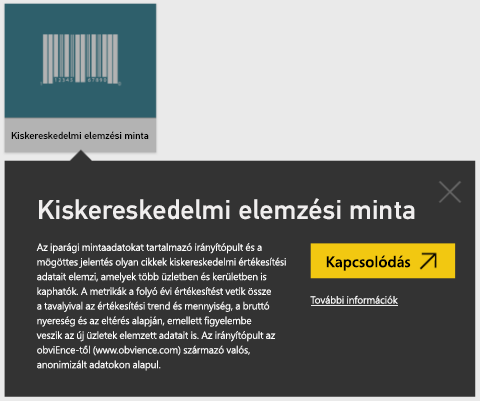 12345 67890
Kiskereskedelmi elemzési minta
Kiskereskedelmi elemzési minta
Az iparági mintaadatokat tartalmazó irányítópult és a
mögöttes jelentés olyan cikkek kiskereskedelmi értékesítési
adatait elemzi, amelyek több üzletben és kerületben is
kaphatók. A metrikák a folyó évi értékesítést vetik össze
a tavalyival az értékesítési trend és mennyiség, a bruttó
nyereség és az eltérés alapján, emellett figyelembe
veszik az új üzletek elemzett adatait is. Az irányítópult az
obviEnce-től (www.obvience.com) származó valós,
anonimizált adatokon alapul.
Kapcsolódás
További információk